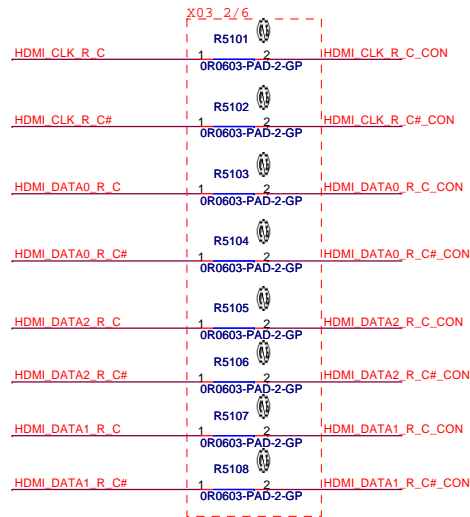 X03 2/6
R5101
HDMI_CLK_R_C 1 2 HDMI_CLK_R_C_CON
0R0603-PAD-2-GP
R5102
HDMI_CLK_R_C# 1 2 HDMI_CLK_R_C#_CON
0R0603-PAD-2-GP
R5103
HDMI_DATA0_R_C 1 2 HDMI_DATA0_R_C_CON
0R0603-PAD-2-GP
R5104
HDMI_DATA0_R_C# 1 2 HDMI_DATA0_R_C#_CON
0R0603-PAD-2-GP
R5105
HDMI_DATA2_R_C 1 2 HDMI_DATA2_R_C_CON
0R0603-PAD-2-GP
R5106
HDMI_DATA2_R_C# 1 2 HDMI_DATA2_R_C#_CON
0R0603-PAD-2-GP
R5107
HDMI_DATA1_R_C 1 2 HDMI_DATA1_R_C_CON
0R0603-PAD-2-GP
R5108
HDMI_DATA1_R_C# 1 2 HDMI_DATA1_R_C#_CON
0R0603-PAD-2-GP